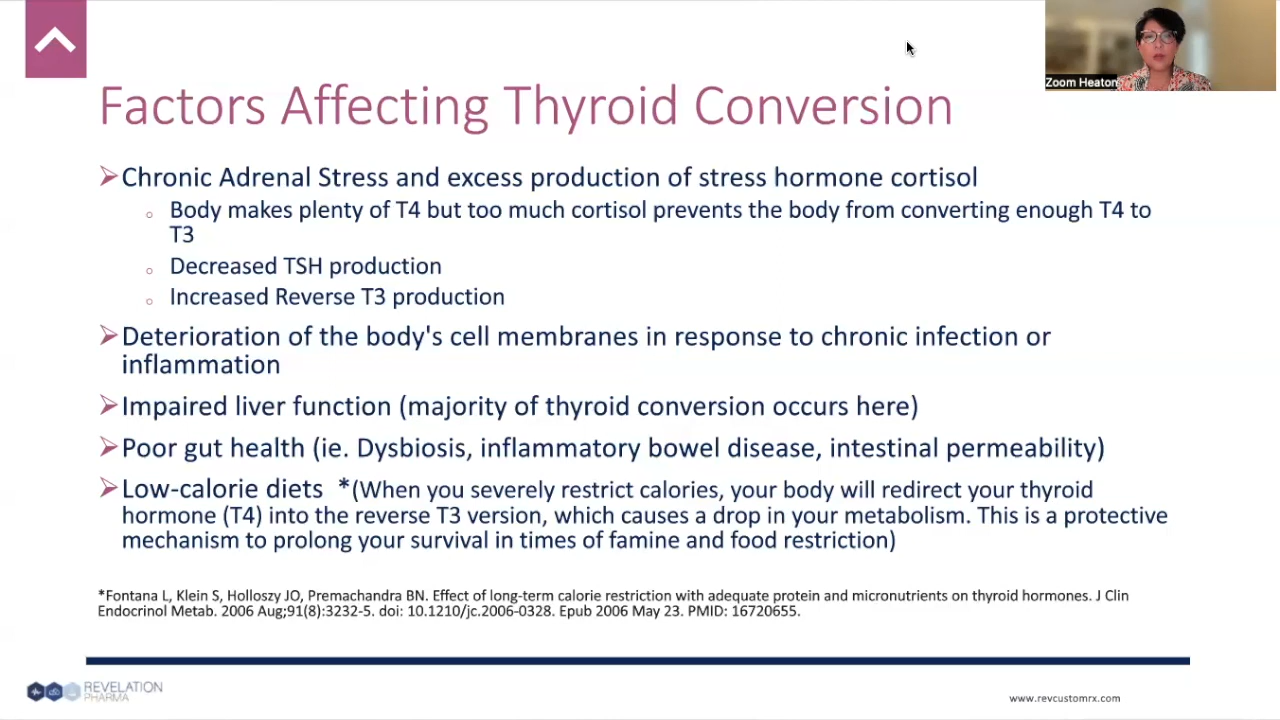 Zoom Heaton
Factors Affecting Thyroid Conversion
Chronic Adrenal Stress and excess production of stress hormone cortisol
Body makes plenty of T4 but too much cortisol prevents the body from converting enough T4 to
T3
Decreased TSH production
Increased Reverse T3 production
Deterioration of the body's cell membranes in response to chronic infection or
inflammation
Impaired liver function (majority of thyroid conversion occurs here)
Poor gut health (ie. Dysbiosis, inflammatory bowel disease, intestinal permeability)
Low-calorie diets *(When you severely restrict calories, your body will redirect your thyroid
hormone (T4) into the reverse T3 version, which causes a drop in your metabolism. This is a protective
mechanism to prolong your survival in times of famine and food restriction)
*Fontana L, Klein S, Holloszy JO, Premachandra BN. Effect of long-term calorie restriction with adequate protein and micronutrients on thyroid hormones. J Clin
Endocrinol Metab. 2006 Aug;91(8):3232-5. doi: 10.1210/jc.2006-0328. Epub 2006 May 23. PMID: 16720655.
REVELATION
PHARMA
www.revcustomrx.com